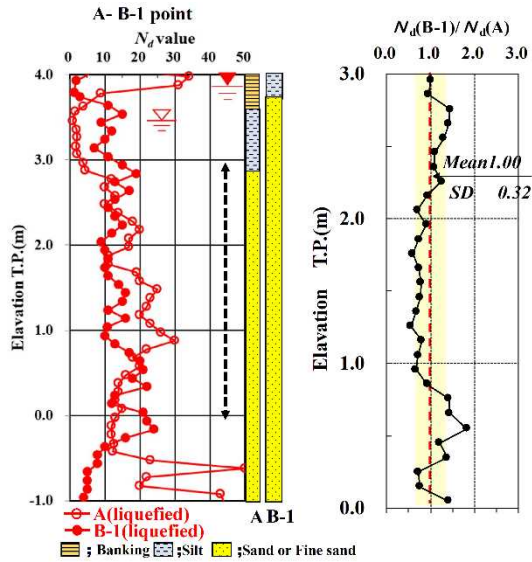 A- B-1 point
N_d value
0 10 20 30 40 50
4.0
3.0
2.0
1.0
0.0
-1.0
Elavation T.P.(m)
A B-1
A(liquefied)
B-1(liquefied)
; Banking ;Silt ;Sand or Fine sand
N_d(B-1)/ N_d(A)
0.0 1.0 2.0 3.0
3.0
2.0
1.0
0.0
Elavation T.P.(m)
Mean1.00
SD 0.32